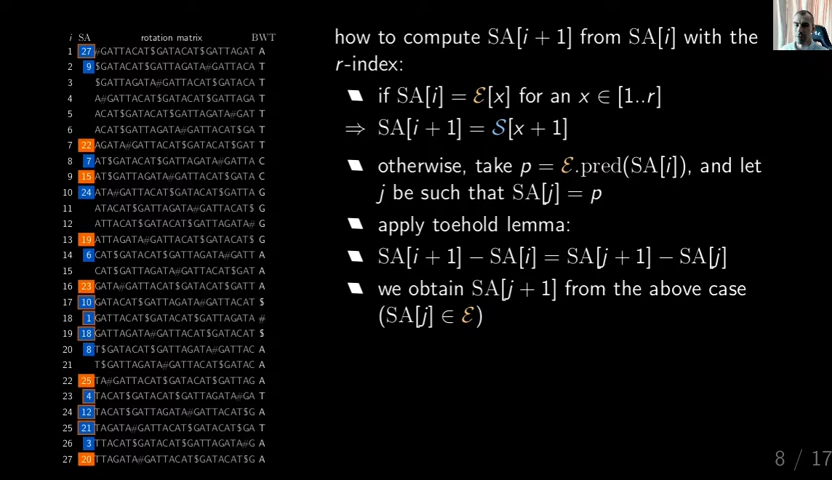 i SA rotation matrix BWT
1 27 #GATTACAT$GATACAT$GATTAGAT A
2 9 $GATACAT$GATTAGATA#GATTACA T
3 $GATTAGATA#GATTACAT$GATACA T
4 A#GATTACAT$GATACAT$GATTAGA T
5 ACAT$GATACAT$GATTAGATA#GAT T
6 ACAT$GATTAGATA#GATTACAT$GA T
7 22 AGATA#GATTACAT$GATACAT$GAT T
8 7 AT$GATACAT$GATTAGATA#GATTA C
9 15 AT$GATTAGATA#GATTACAT$GATA C
10 24 ATA#GATTACAT$GATACAT$GATTA G
11 ATACAT$GATTAGATA#GATTACAT$ G
12 ATTACAT$GATACAT$GATTAGATA# G
13 19 ATTAGATA#GATTACAT$GATACAT$ G
14 6 CAT$GATACAT$GATTAGATA#GATT A
15 CAT$GATTAGATA#GATTACAT$GAT A
16 23 GATA#GATTACAT$GATACAT$GATT A
17 10 GATACAT$GATTAGATA#GATTACAT $
18 1 GATTACAT$GATACAT$GATTAGATA #
19 18 GATTAGATA#GATTACAT$GATACAT $
20 8 T$GATACAT$GATTAGATA#GATTAC A
21 T$GATTAGATA#GATTACAT$GATAC A
22 25 TA#GATTACAT$GATACAT$GATTAG A
23 4 TACAT$GATACAT$GATTAGATA#GA T
24 12 TACAT$GATTAGATA#GATTACAT$G A
25 21 TAGATA#GATTACAT$GATACAT$GA T
26 3 TTACAT$GATACAT$GATTAGATA#G A
27 20 TTAGATA#GATTACAT$GATACAT$G A
how to compute SA[i + 1] from SA[i] with the
r-index:
if SA[i] = ℰ[x] for an x ∈ [1..r]
⇒ SA[i + 1] = 𝒮[x + 1]
otherwise, take p = ℰ.pred(SA[i]), and let
j be such that SA[j] = p
apply toehold lemma:
SA[i + 1] − SA[i] = SA[j + 1] − SA[j]
we obtain SA[j + 1] from the above case
(SA[j] ∈ ℰ)
8 / 17